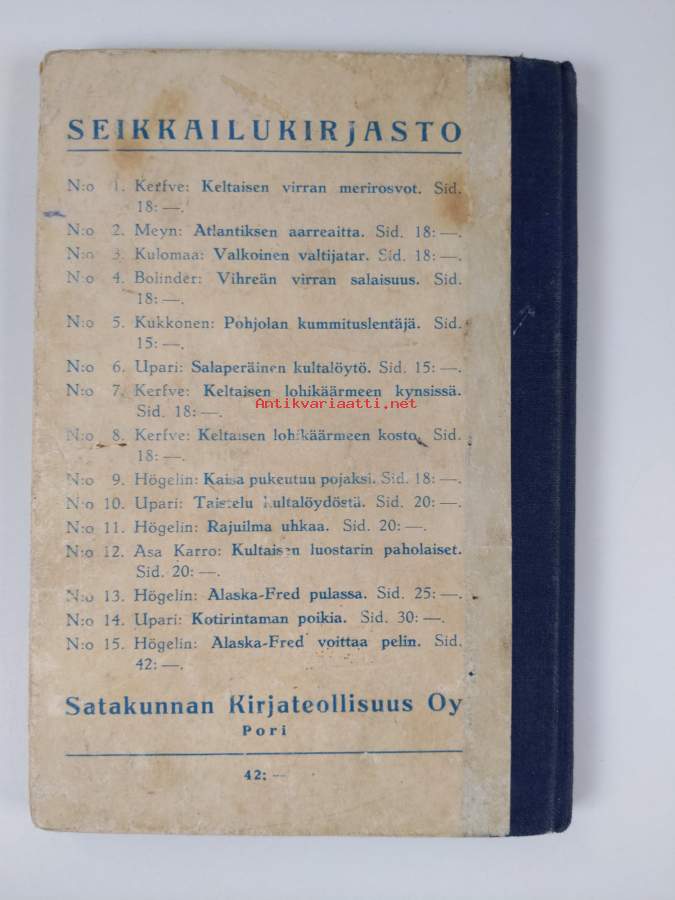 SEIKKAILUKIRJASTO
N:o 1. Kerfve: Keltaisen virran merirosvot. Sid.
18: —.
N:o 2. Meyn: Atlantiksen aarreaitta. Sid. 18: —.
N:o 3. Kulomaa: Valkoinen valtijatar. Sid. 18: —.
N:o 4. Bolinder: Vihreän virran salaisuus. Sid.
18: —.
N:o 5. Kukkonen: Pohjolan kummituslentäjä. Sid.
15: —.
N:o 6. Upari: Salaperäinen kultalöytö. Sid. 15: —.
N:o 7. Kerfve: Keltaisen lohikäärmeen kynsissä.
Sid. 18: —.
Antikvariaatti.net
N:o 8. Kerfve: Keltaisen lohikäärmeen kosto. Sid.
18: —.
N:o 9. Högelin: Kaisa pukeutuu pojaksi. Sid. 18: —.
N:o 10. Upari: Taistelu kultalöydöstä. Sid. 20: —.
N:o 11. Högelin: Rajuilma uhkaa. Sid. 20: —.
N:o 12. Asa Karro: Kultaisen luostarin paholaiset.
Sid. 20: —.
N:o 13. Högelin: Alaska-Fred pulassa. Sid. 25: —.
N:o 14. Upari: Kotirintaman poikia. Sid. 30: —.
N:o 15. Högelin: Alaska-Fred voittaa pelin. Sid.
42: —.
Satakunnan Kirjateollisuus Oy
Pori
42: —